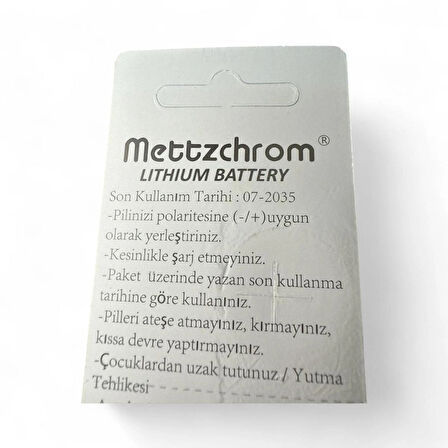 Mettzchrom®
LITHIUM BATTERY
Son Kullanım Tarihi : 07-2035
-Pilinizi polaritesine (-/+)uygun
olarak yerleştiriniz.
-Kesinlikle şarj etmeyiniz.
-Paket üzerinde yazan son kullanma
tarihine göre kullanınız.
-Pilleri ateşe atmayınız, kırmayınız,
kıssa devre yaptırmayınız.
-Çocuklardan uzak tutunuz / Yutma
Tehlikesi